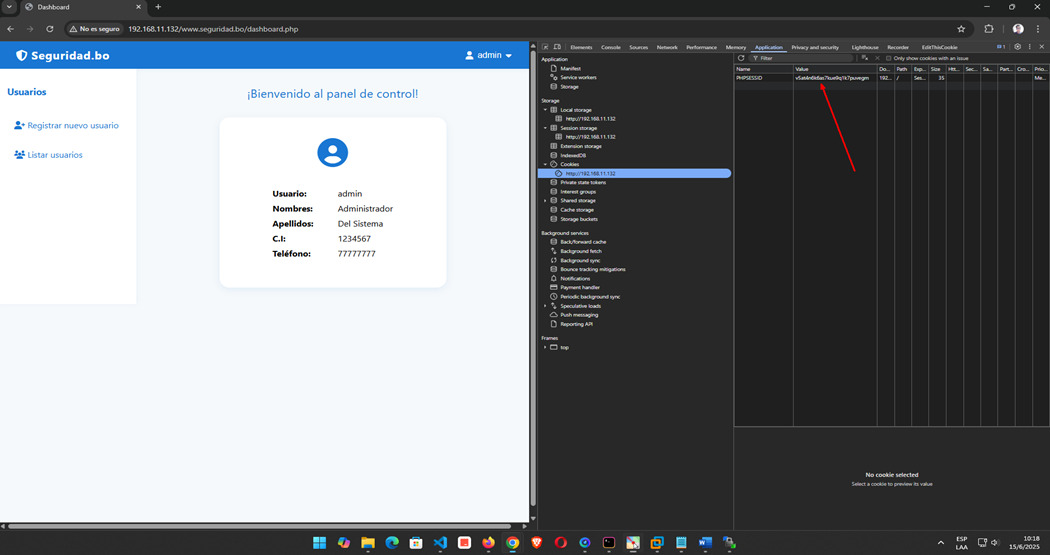 Dashboard
No es seguro
192.168.11.132/www.seguridad.bo/dashboard.php
Seguridad.bo
admin
Usuarios
Registrar nuevo usuario
Listar usuarios
¡Bienvenido al panel de control!
Usuario: admin
Nombres: Administrador
Apellidos: Del Sistema
C.I: 1234567
Teléfono: 77777777
Elements Console Sources Network Performance Memory Application Privacy and security Lighthouse Recorder EditThisCookie
Application
Manifest
Service workers
Storage
Storage
Local storage
http://192.168.11.132
Session storage
http://192.168.11.132
Extension storage
IndexedDB
Cookies
http://192.168.11.132
Private state tokens
Interest groups
Shared storage
Cache storage
Storage buckets
Background services
Back/forward cache
Background fetch
Background sync
Bounce tracking mitigations
Notifications
Payment handler
Periodic background sync
Speculative loads
Push messaging
Reporting API
Frames
top
Filter
Only show cookies with an issue
Name Value Do... Path Exp... Size Htt... Sec... Sa... Part... Cro... Prio...
PHPSESSID 192... / Ses... 35 Me...
No cookie selected
Select a cookie to preview its value
ESP
LAA
10:18
15/6/2025